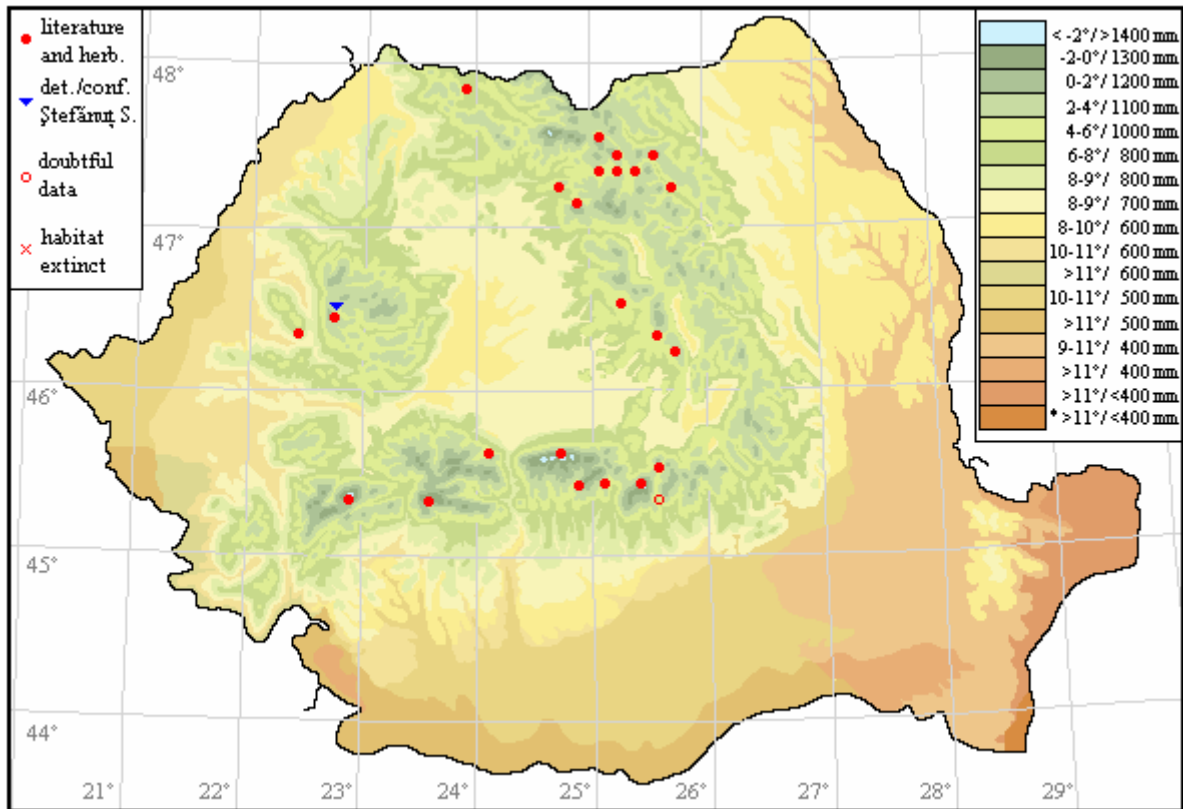 literature
and herb.
det./conf.
Ştefănuţ S.
doubtful
data
habitat
extinct
< -2°/>1400 mm
-2-0°/1300 mm
0-2°/1200 mm
2-4°/1100 mm
4-6°/1000 mm
6-8°/ 800 mm
8-9°/ 800 mm
8-9°/ 700 mm
8-10°/ 600 mm
10-11°/ 600 mm
>11°/ 600 mm
10-11°/ 500 mm
>11°/ 500 mm
9-11°/ 400 mm
>11°/ 400 mm
>11°/<400 mm
* >11°/<400 mm
48°
47°
46°
45°
44°
21° 22° 23° 24° 25° 26° 27° 28° 29°